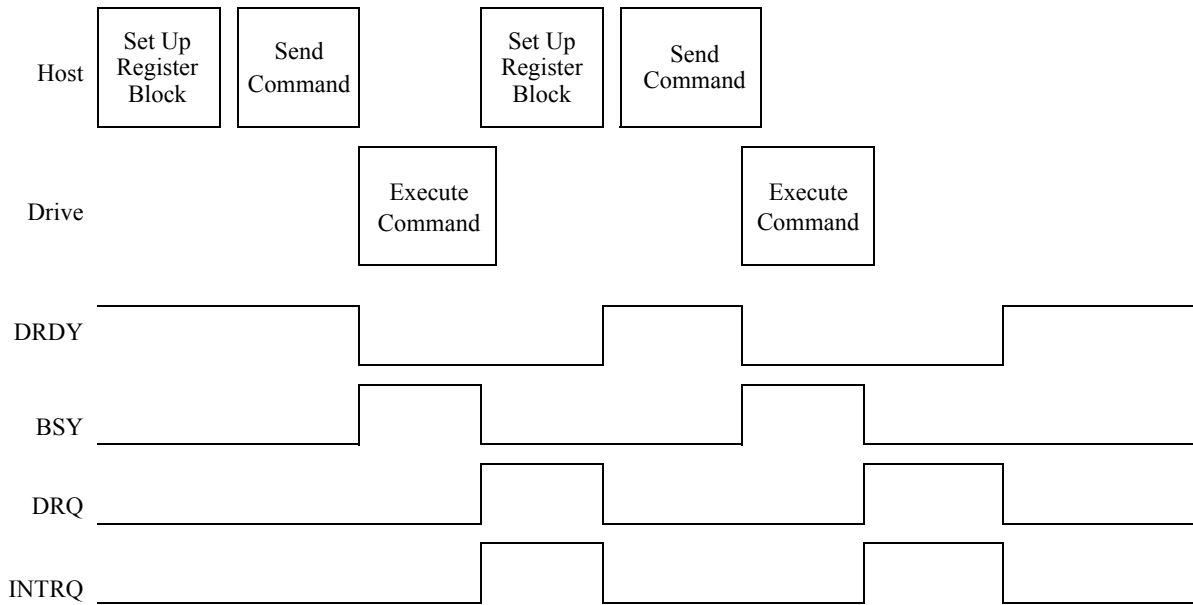 Host
Set Up
Register
Block
Send
Command
Set Up
Register
Block
Send
Command
Drive
Execute
Command
Execute
Command
DRDY
BSY
DRQ
INTRQ